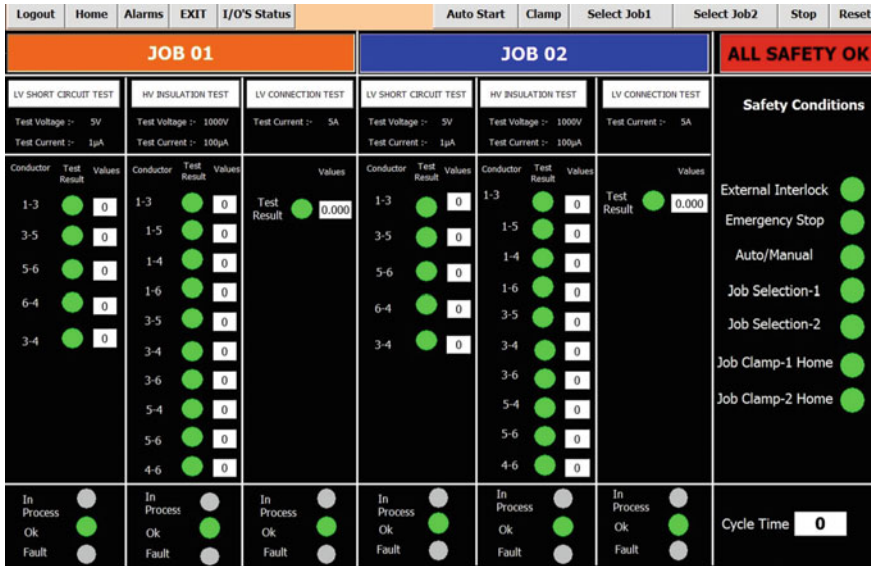 Logout Home Alarms EXIT I/O'S Status Auto Start Clamp Select Job1 Select Job2 Stop Reset
JOB 01 JOB 02 ALL SAFETY OK
LV SHORT CIRCUIT TEST
Test Voltage :- 5V
Test Current :- 1µA
Conductor Test Result Values
1-3 0
3-5 0
5-6 0
6-4 0
3-4 0
In Process
Ok
Fault
HV INSULATION TEST
Test Voltage :- 1000V
Test Current :- 100µA
Conductor Test Result Values
1-3 0
1-5 0
1-4 0
1-6 0
3-5 0
3-4 0
3-6 0
5-4 0
5-6 0
4-6 0
In Process
Ok
Fault
LV CONNECTION TEST
Test Current :- 5A
Values
Test Result 0.000
In Process
Ok
Fault
LV SHORT CIRCUIT TEST
Test Voltage :- 5V
Test Current :- 1µA
Conductor Test Result Values
1-3 0
3-5 0
5-6 0
6-4 0
3-4 0
In Process
Ok
Fault
HV INSULATION TEST
Test Voltage :- 1000V
Test Current :- 100µA
Conductor Test Result Values
1-3 0
1-5 0
1-4 0
1-6 0
3-5 0
3-4 0
3-6 0
5-4 0
5-6 0
4-6 0
In Process
Ok
Fault
LV CONNECTION TEST
Test Current :- 5A
Values
Test Result 0.000
In Process
Ok
Fault
Safety Conditions
External Interlock
Emergency Stop
Auto/Manual
Job Selection-1
Job Selection-2
Job Clamp-1 Home
Job Clamp-2 Home
Cycle Time 0